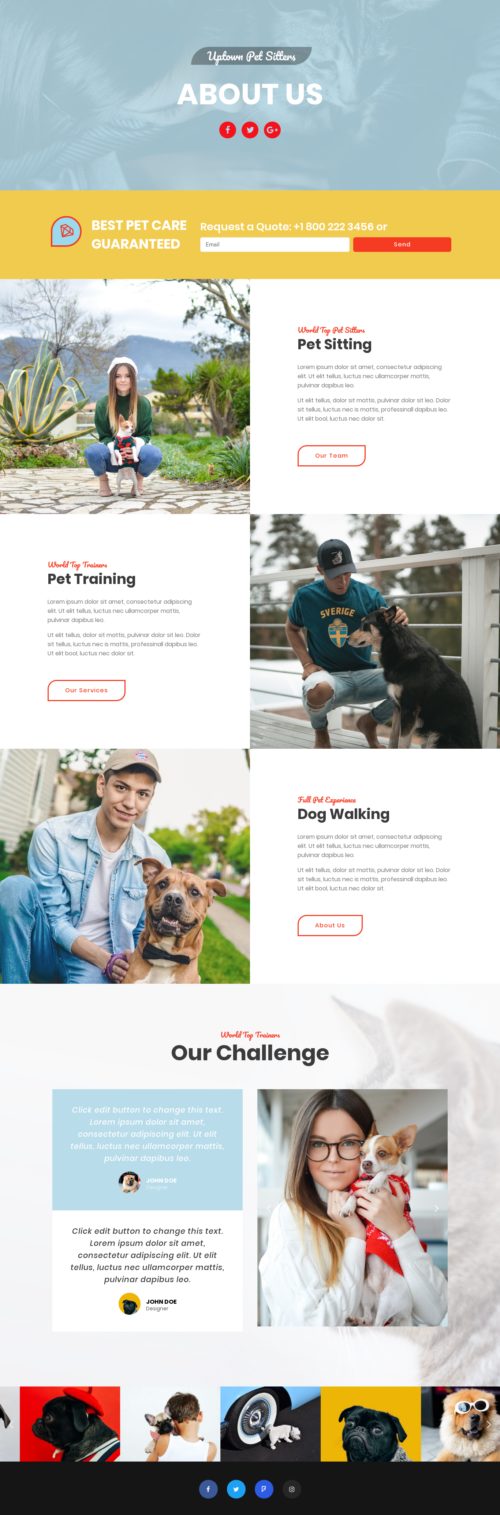 Uptown Pet Sitters
ABOUT US
BEST PET CARE
GUARANTEED
Request a Quote: +1 800 222 3456 or
Email
Send
World Top Pet Sitters
Pet Sitting
Lorem ipsum dolor sit amet, consectetur adipiscing
elit. Ut elit tellus, luctus nec ullamcorper mattis,
pulvinar dapibus leo.
Ut elit tellus, dolor sit mattis, pulvinar dolor sit leo. Dolor
sit tellus, luctus nec is mattis, professinall dapibus leo.
Ut elit bool, luctus nec dolor sit.
Our Team
World Top Trainers
Pet Training
Lorem ipsum dolor sit amet, consectetur adipiscing
elit. Ut elit tellus, luctus nec ullamcorper mattis,
pulvinar dapibus leo.
Ut elit tellus, dolor sit mattis, pulvinar dolor sit leo. Dolor
sit tellus, luctus nec is mattis, professinall dapibus leo.
Ut elit bool, luctus nec dolor sit.
Our Services
SVERIGE
Full Pet Experience
Dog Walking
Lorem ipsum dolor sit amet, consectetur adipiscing
elit. Ut elit tellus, luctus nec ullamcorper mattis,
pulvinar dapibus leo.
Ut elit tellus, dolor sit mattis, pulvinar dolor sit leo. Dolor
sit tellus, luctus nec is mattis, professinall dapibus leo.
Ut elit bool, luctus nec dolor sit.
About Us
World Top Trainers
Our Challenge
Click edit button to change this text.
Lorem ipsum dolor sit amet,
consectetur adipiscing elit. Ut elit
tellus, luctus nec ullamcorper mattis,
pulvinar dapibus leo.
JOHN DOE
Designer
Click edit button to change this text.
Lorem ipsum dolor sit amet,
consectetur adipiscing elit. Ut elit
tellus, luctus nec ullamcorper mattis,
pulvinar dapibus leo.
JOHN DOE
Designer